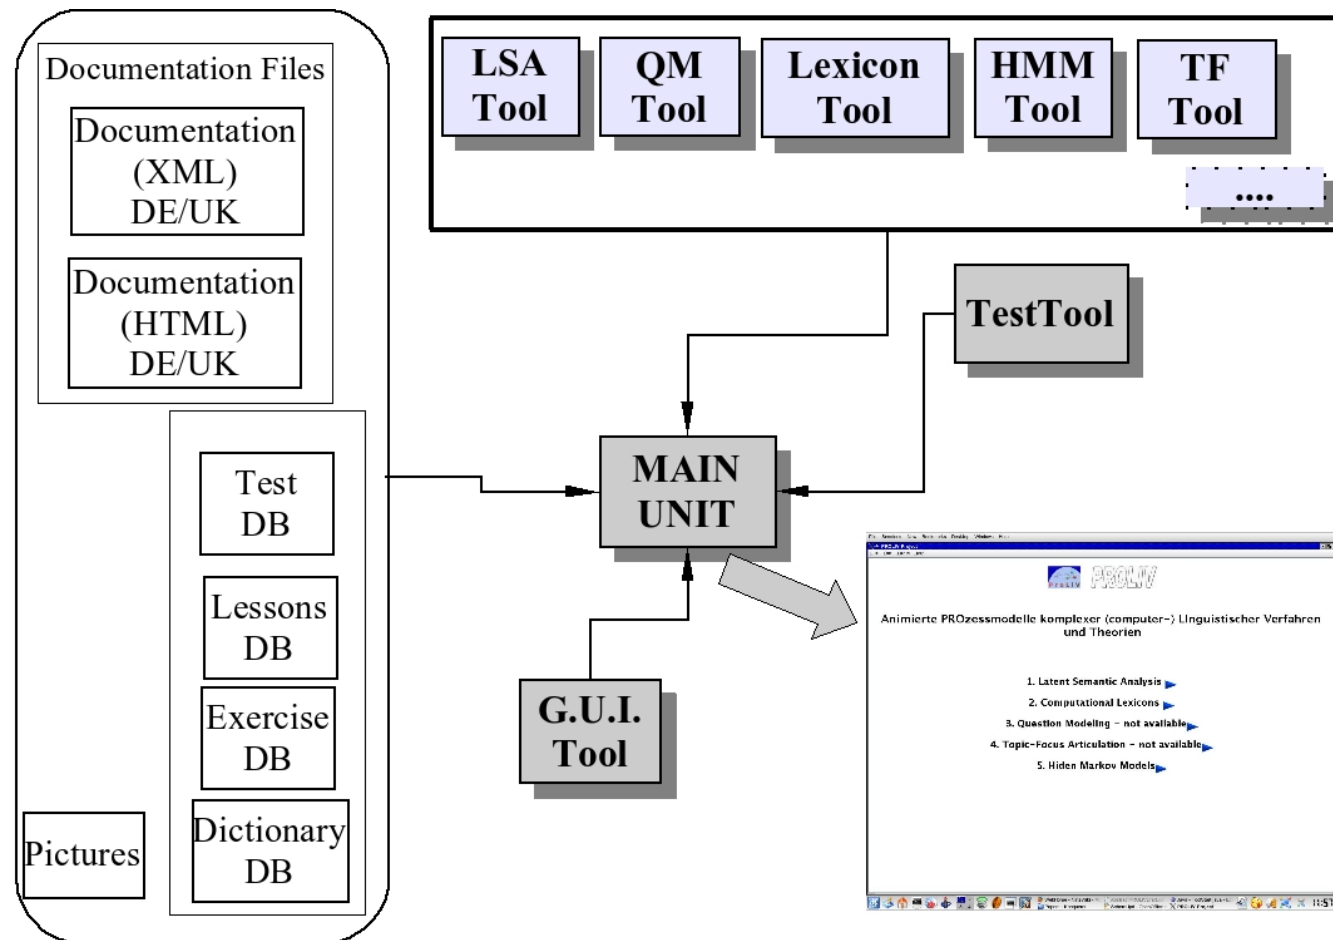 Documentation Files
Documentation
(XML)
DE/UK
Documentation
(HTML)
DE/UK
Test
DB
Lessons
DB
Exercise
DB
Dictionary
DB
Pictures
LSA
Tool
QM
Tool
Lexicon
Tool
HMM
Tool
TF
Tool
....
TestTool
MAIN
UNIT
G.U.I.
Tool
PROLIV
Animierte PROzessmodelle komplexer (computer-) LInguistischer Verfahren
und Theorien
1. Latent Semantic Analysis
2. Computational Lexicons
3. Question Modeling - not available
4. Topic-Focus Articulation - not available
5. Hiden Markov Models
11:57